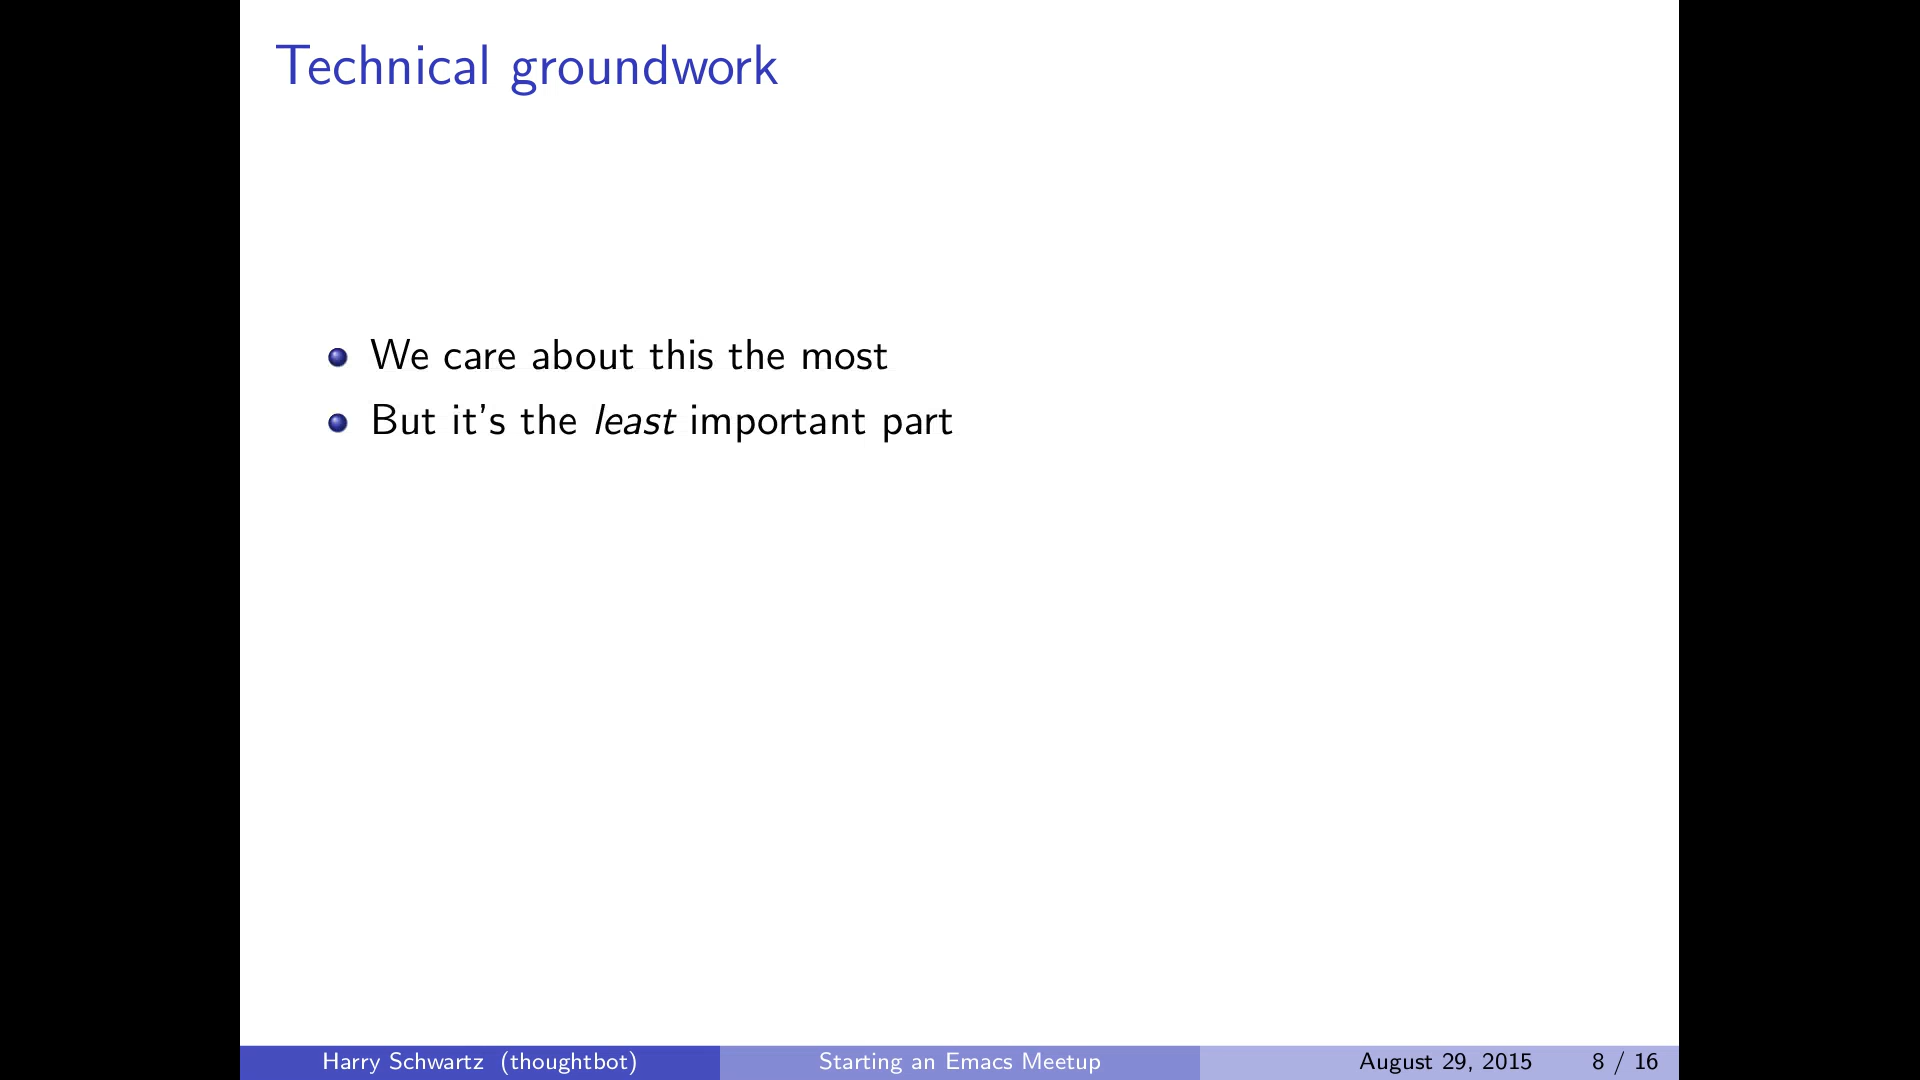 Technical groundwork
We care about this the most
But it's the least important part
Harry Schwartz (thoughtbot) Starting an Emacs Meetup August 29, 2015 8 / 16